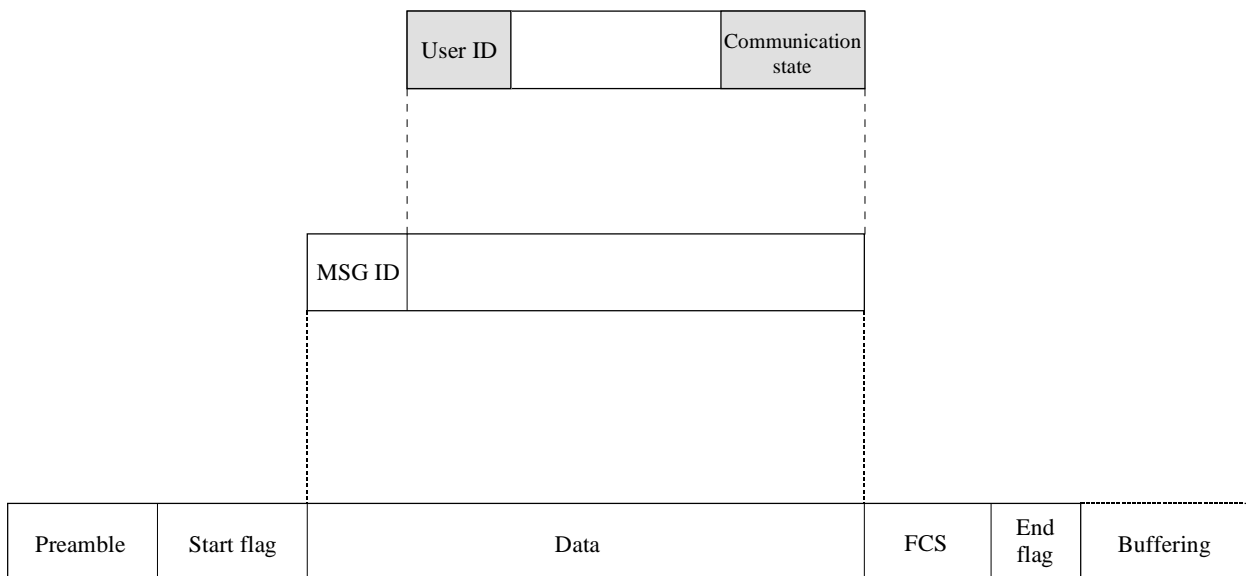 User ID
Communication
state
MSG ID
Preamble
Start flag
Data
FCS
End
flag
Buffering